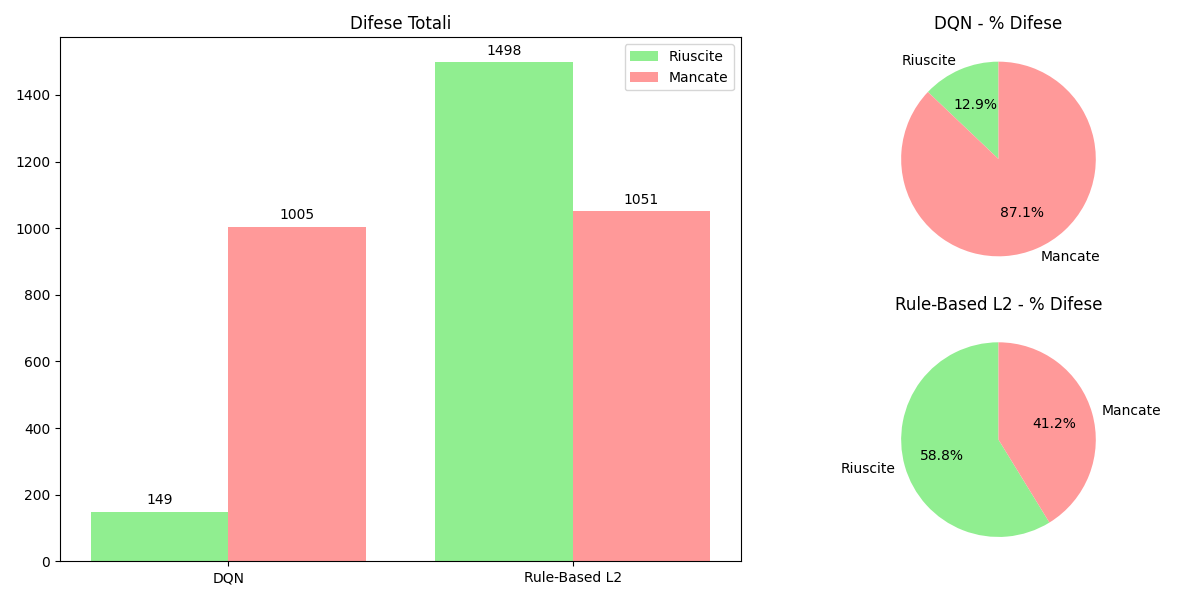 Difese Totali
1498
Riuscite
Mancate
1400
1200
1051
1005
1000
800
600
400
200
149
0
DQN
Rule-Based L2
DQN - % Difese
Riuscite
12.9%
87.1%
Mancate
Rule-Based L2 - % Difese
Mancate
41.2%
58.8%
Riuscite